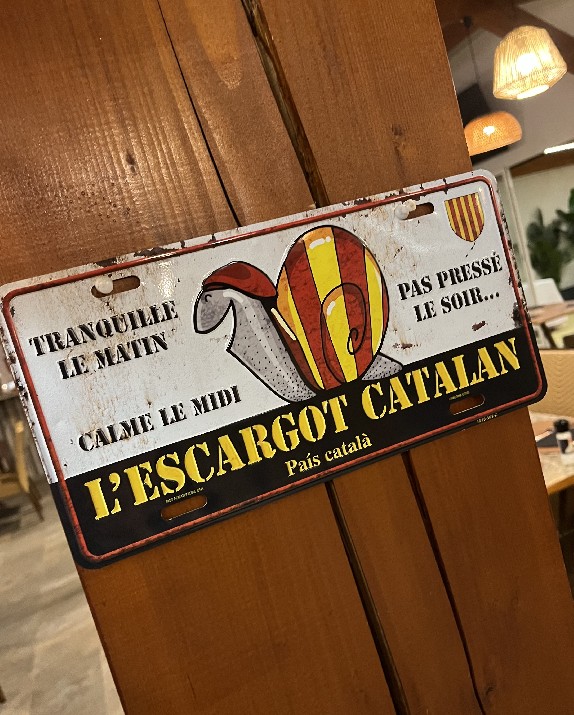 TRANQUILLE
LE MATIN
CALME LE MIDI
PAS PRESSÉ
LE SOIR...
L'ESCARGOT CATALAN
País català